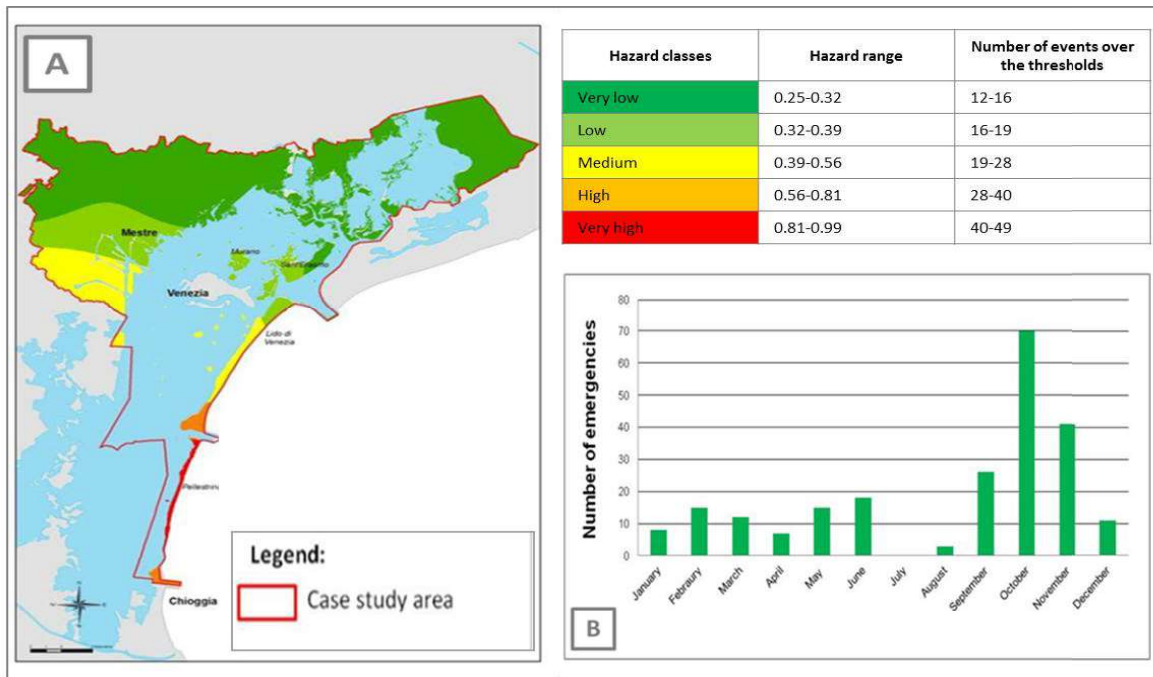 A
Mestre
Murano
Sant'Erasmo
Venezia
Lido di
Venezia
Pellestrina
Chioggia
Legend:
Case study area
Hazard classes Hazard range Number of events over
the thresholds
Very low 0.25-0.32 12-16
Low 0.32-0.39 16-19
Medium 0.39-0.56 19-28
High 0.56-0.81 28-40
Very high 0.81-0.99 40-49
Number of emergencies
80
70
60
50
40
30
20
10
0
January
Febraury
March
April
May
June
July
August
September
October
November
December
B